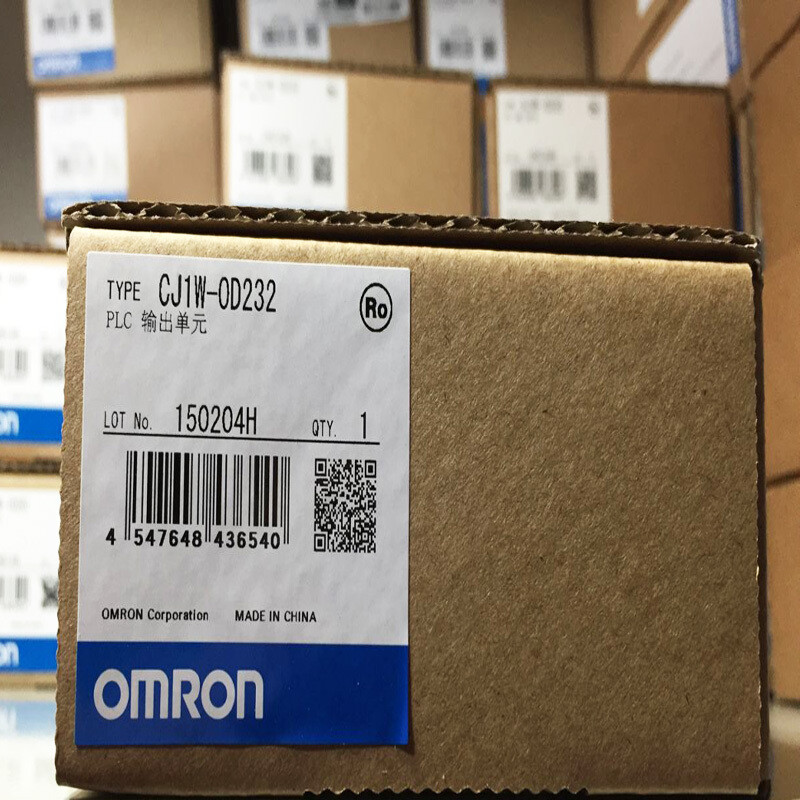 TYPE CJ1W-OD232
Ro
PLC 输出单元
LOT No. 150204H QTY. 1
4 547648 436540
OMRON Corporation MADE IN CHINA
OMRON
OMRON